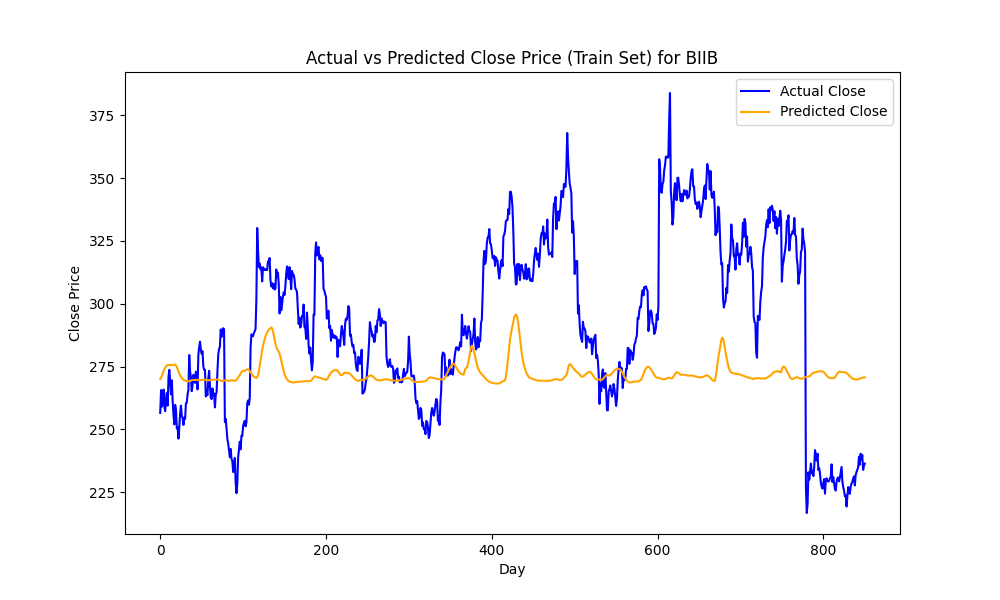 Actual vs Predicted Close Price (Train Set) for BIIB
Actual Close
Predicted Close
375
350
325
300
275
250
225
Close Price
0 200 400 600 800
Day